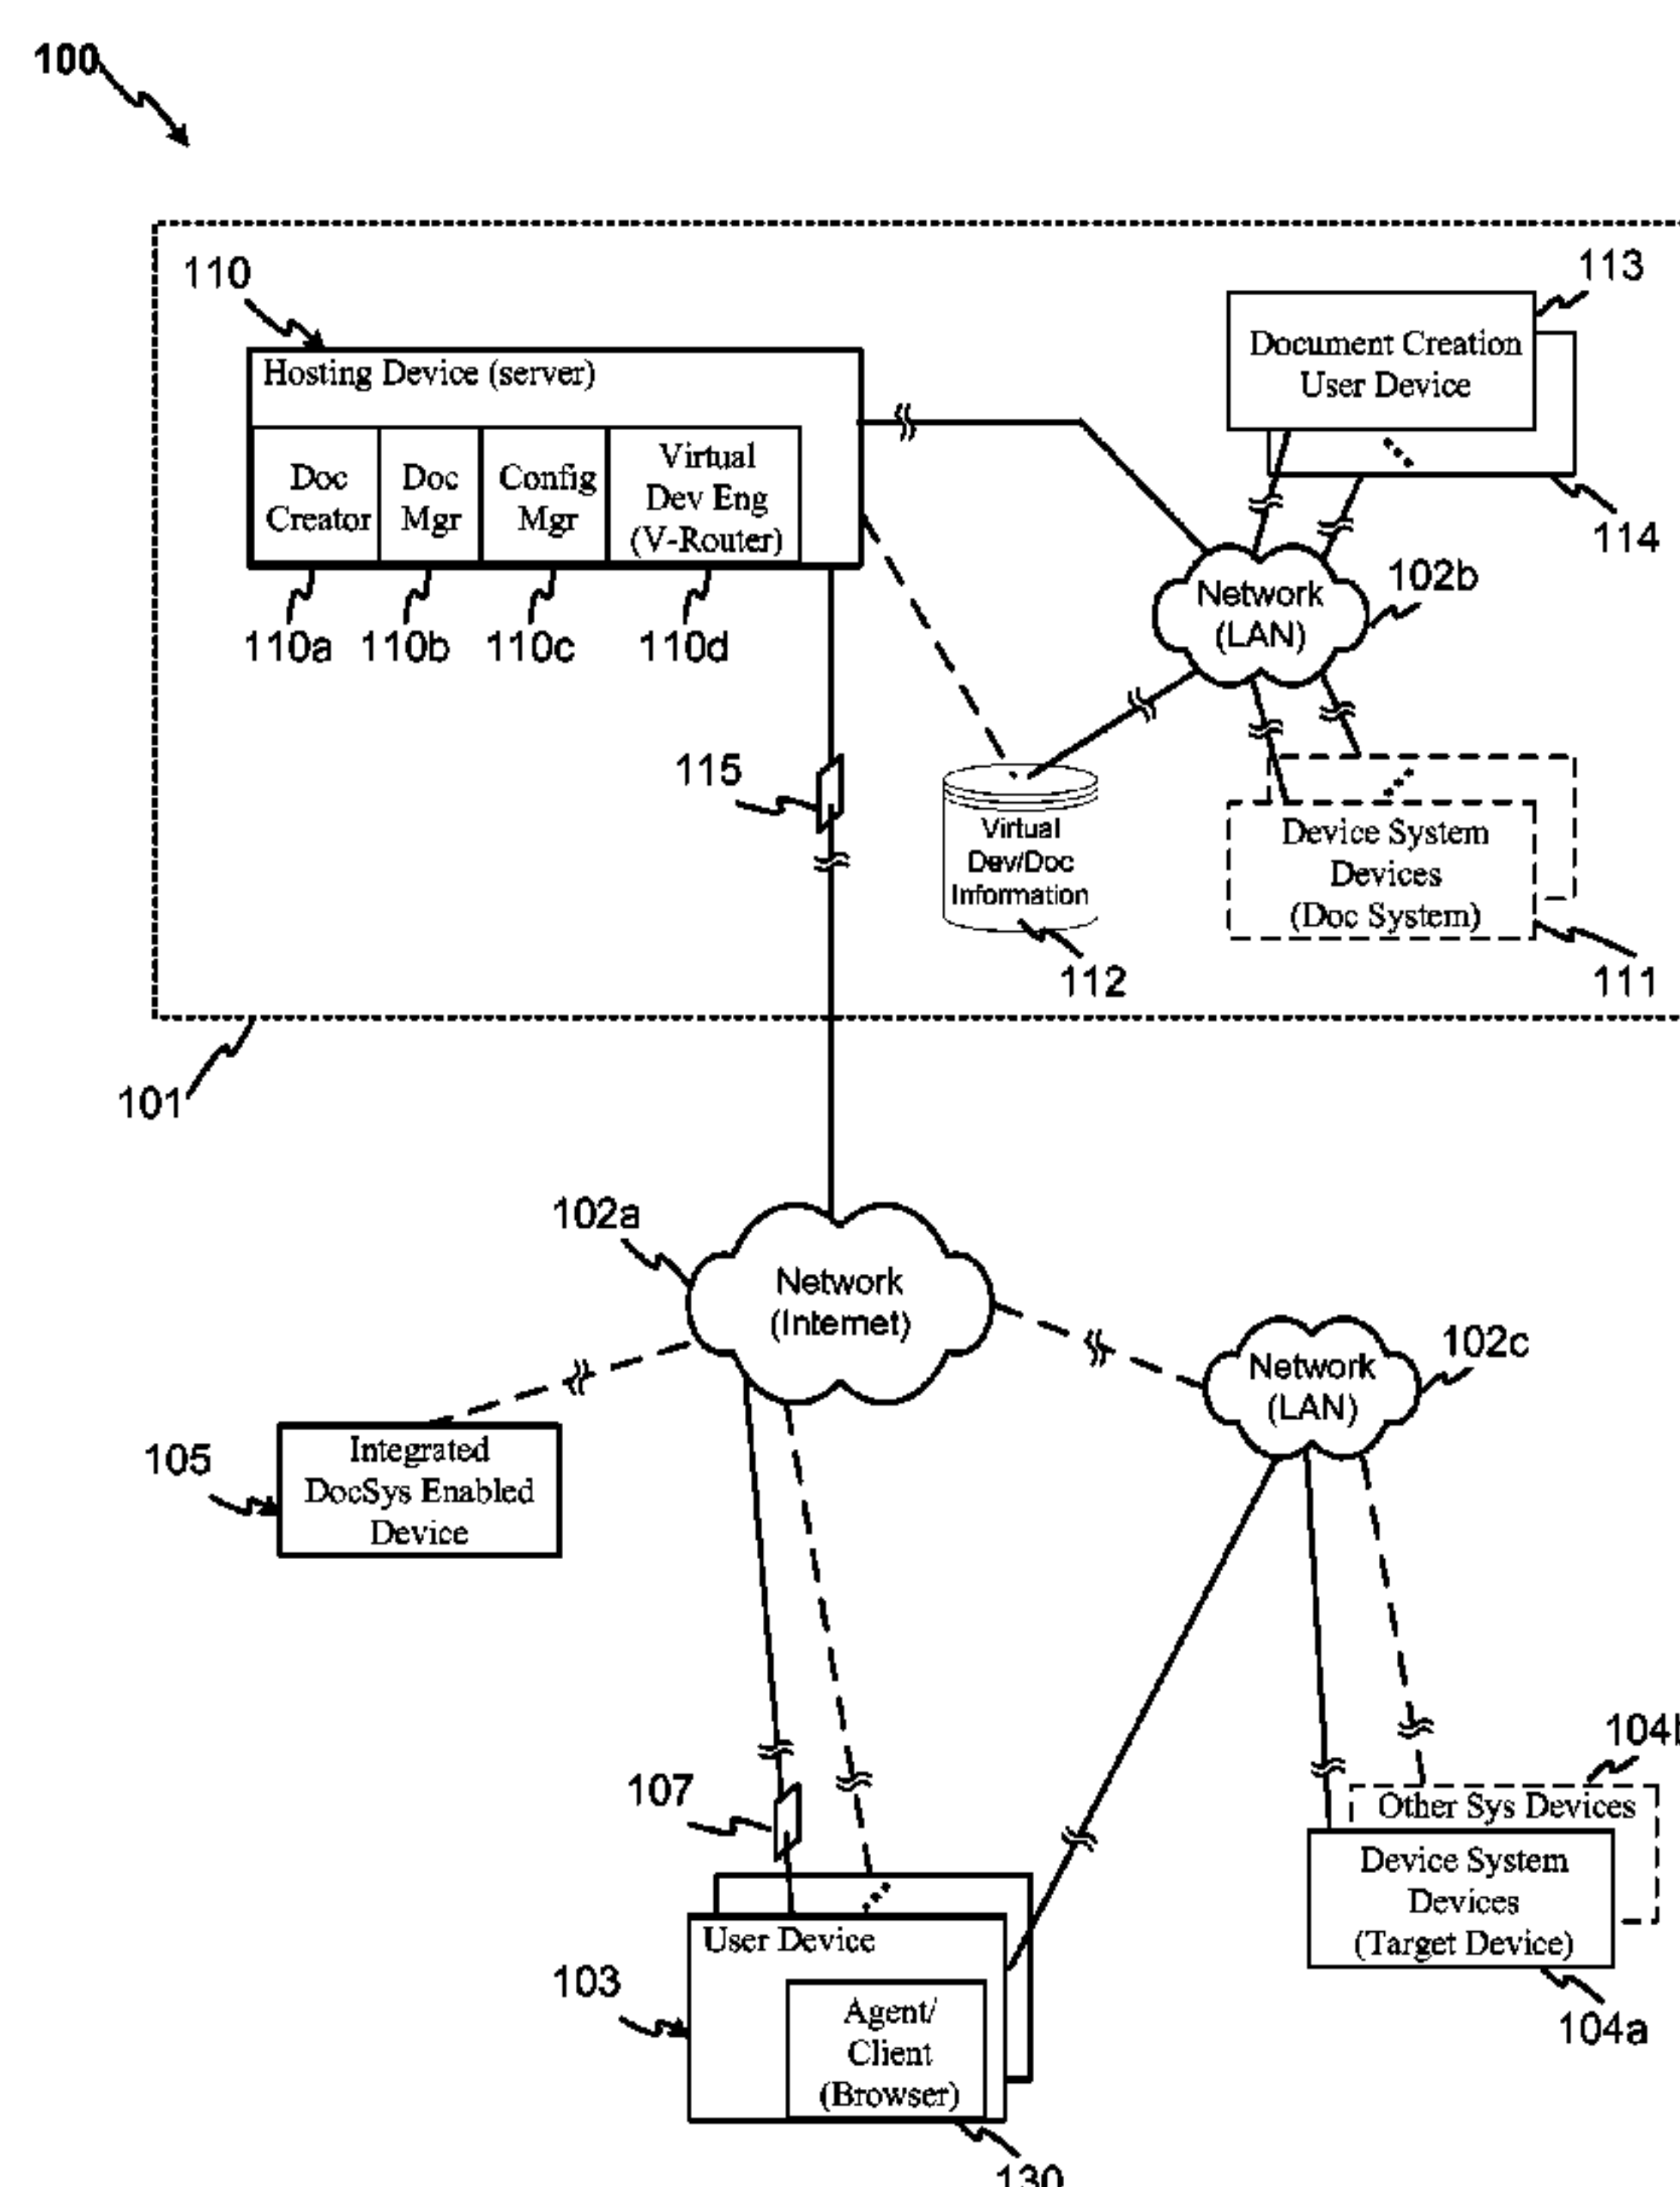 100
110
113
Hosting Device (server)
Document Creation
User Device
Doc
Creator
Doc
Mgr
Config
Mgr
Virtual
Dev Eng
(V-Router)
114
110a
110b
110c
110d
Network
(LAN)
102b
115
Virtual
Dev/Doc
Information
Device System
Devices
(Doc System)
112
111
101
102a
Network
(Internet)
Network
(LAN)
102c
105
Integrated
DocSys Enabled
Device
107
104b
Other Sys Devices
Device System
Devices
(Target Device)
User Device
103
Agent/
Client
(Browser)
104a
130